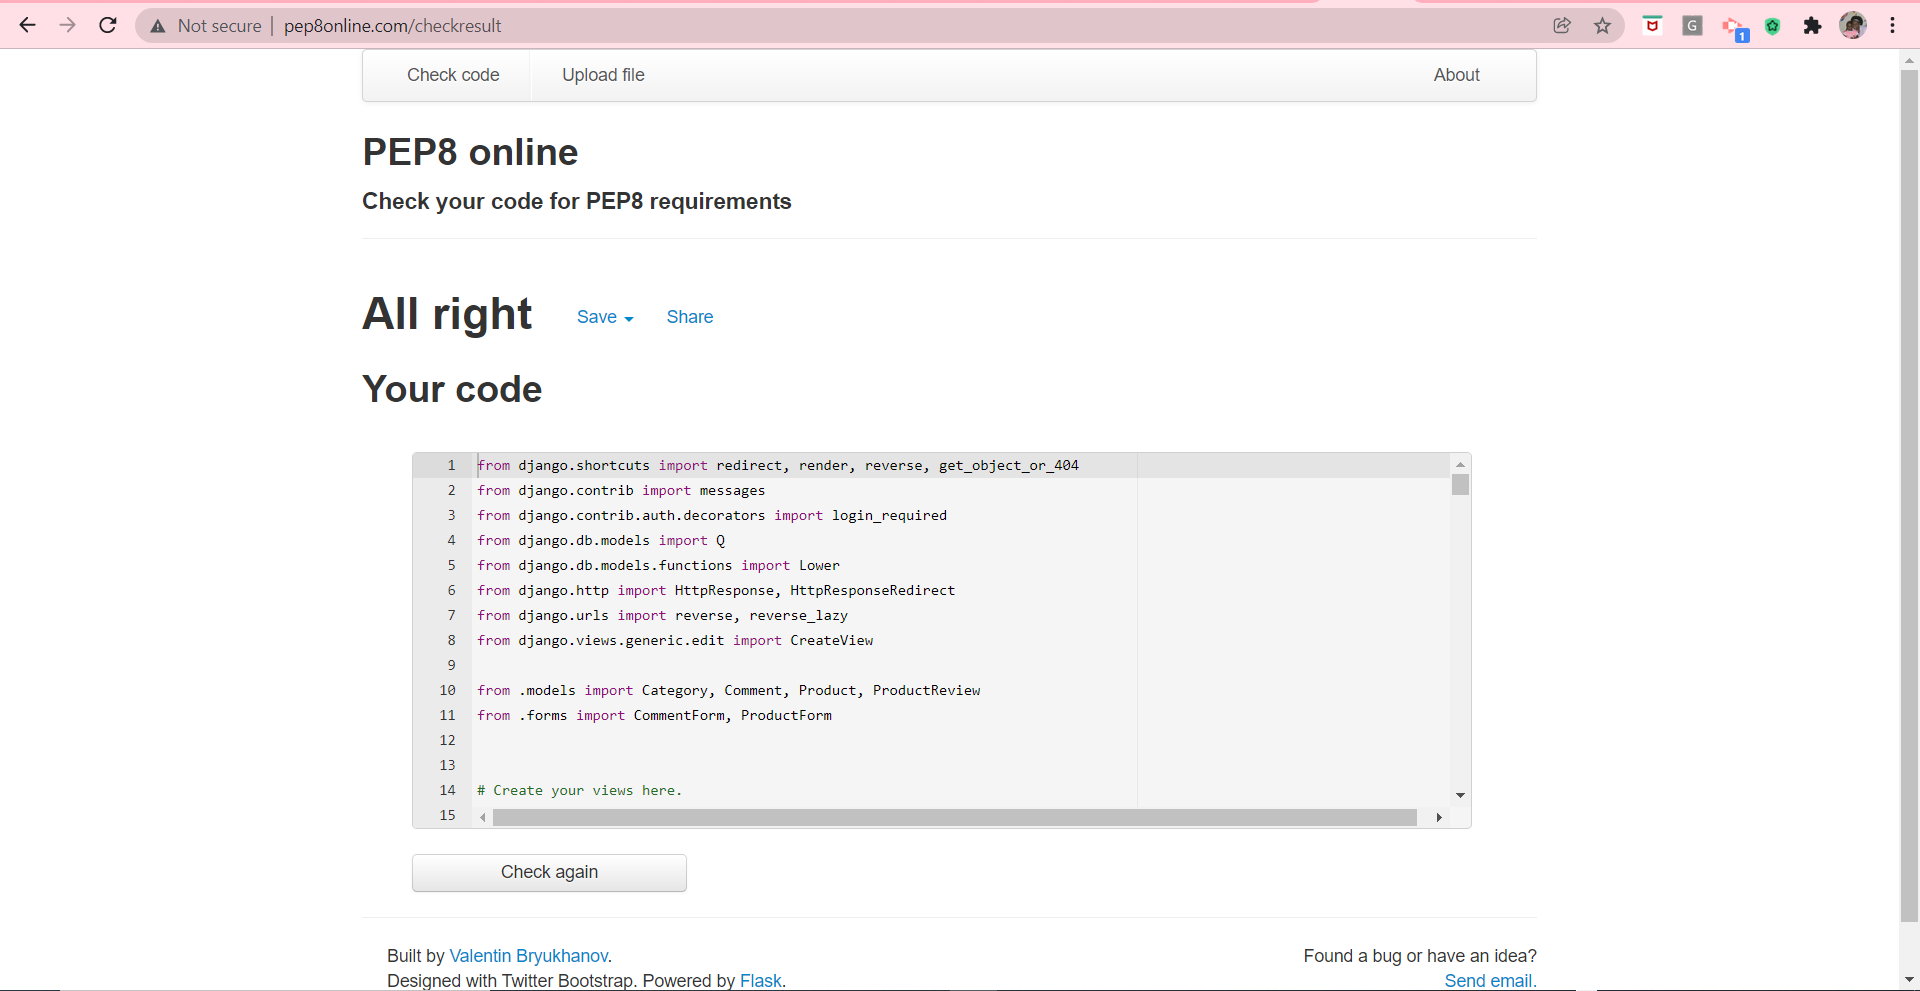 Not secure | pep8online.com/checkresult
G
1
Check code Upload file About
PEP8 online
Check your code for PEP8 requirements
All right Save Share
Your code
1 from django.shortcuts import redirect, render, reverse, get_object_or_404
2 from django.contrib import messages
3 from django.contrib.auth.decorators import login_required
4 from django.db.models import Q
5 from django.db.models.functions import Lower
6 from django.http import HttpResponse, HttpResponseRedirect
7 from django.urls import reverse, reverse_lazy
8 from django.views.generic.edit import CreateView
9
10 from .models import Category, Comment, Product, ProductReview
11 from .forms import CommentForm, ProductForm
12
13
14 # Create your views here.
15
Check again
Built by Valentin Bryukhanov. Found a bug or have an idea?
Designed with Twitter Bootstrap. Powered by Flask. Send email.